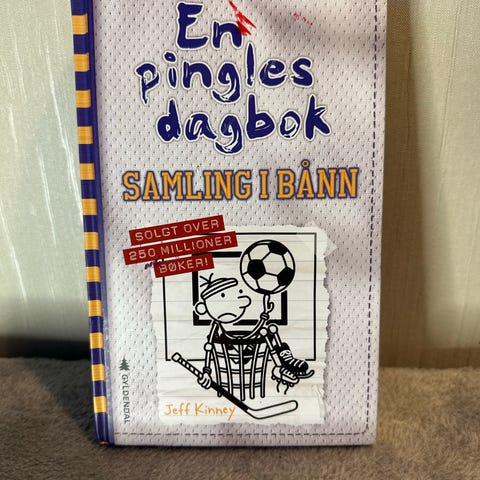 En
pingles
dagbok
SAMLING I BÅNN
SOLGT OVER
250 MILLIONER
BØKER!
Jeff Kinney
GYLDENDAL